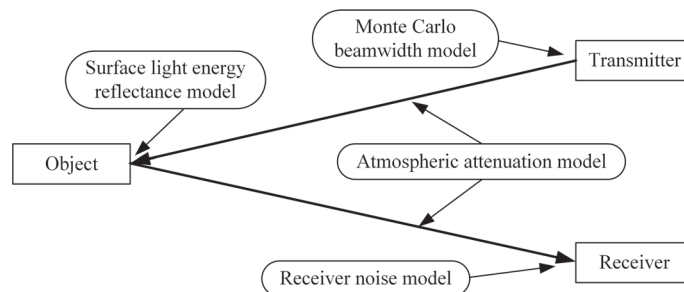 Monte Carlo
beamwidth model
Transmitter
Surface light energy
reflectance model
Object
Atmospheric attenuation model
Receiver
Receiver noise model